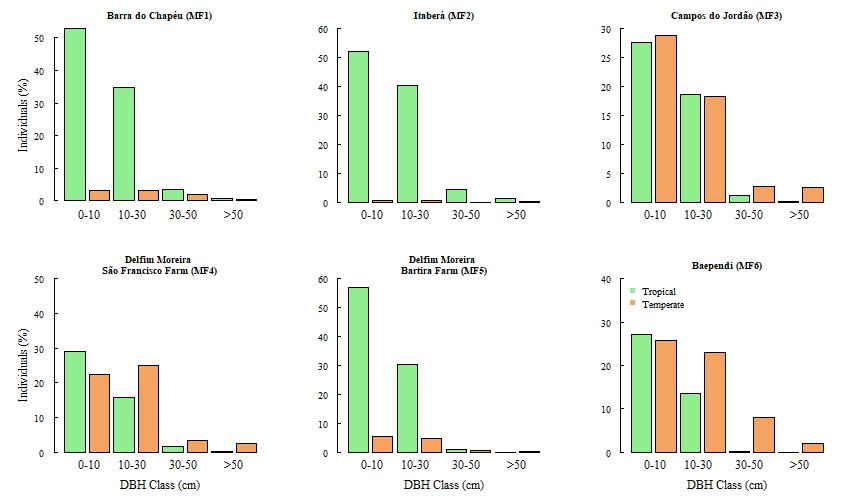 Barra do Chapéu (MF1)
Individuals (%)
50
40
30
20
10
0
0-10 10-30 30-50 >50
Itaberá (MF2)
60
50
40
30
20
10
0
0-10 10-30 30-50 >50
Campos do Jordão (MF3)
30
25
20
15
10
5
0
0-10 10-30 30-50 >50
Delfim Moreira
São Francisco Farm (MF4)
Individuals (%)
50
40
30
20
10
0
0-10 10-30 30-50 >50
DBH Class (cm)
Delfim Moreira
Bartira Farm (MF5)
60
50
40
30
20
10
0
0-10 10-30 30-50 >50
DBH Class (cm)
Baependi (MF6)
Tropical
Temperate
40
30
20
10
0
0-10 10-30 30-50 >50
DBH Class (cm)